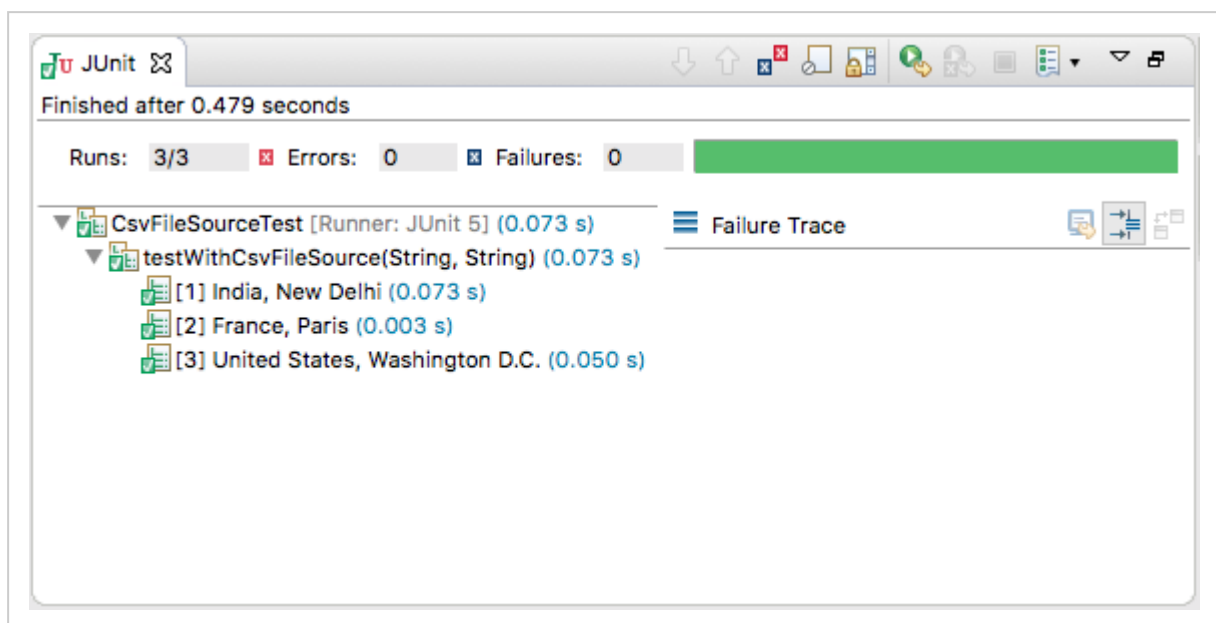 JU JUnit
Finished after 0.479 seconds
Runs: 3/3 Errors: 0 Failures: 0
CsvFileSourceTest [Runner: JUnit 5] (0.073 s)
Failure Trace
testWithCsvFileSource(String, String) (0.073 s)
[1] India, New Delhi (0.073 s)
[2] France, Paris (0.003 s)
[3] United States, Washington D.C. (0.050 s)